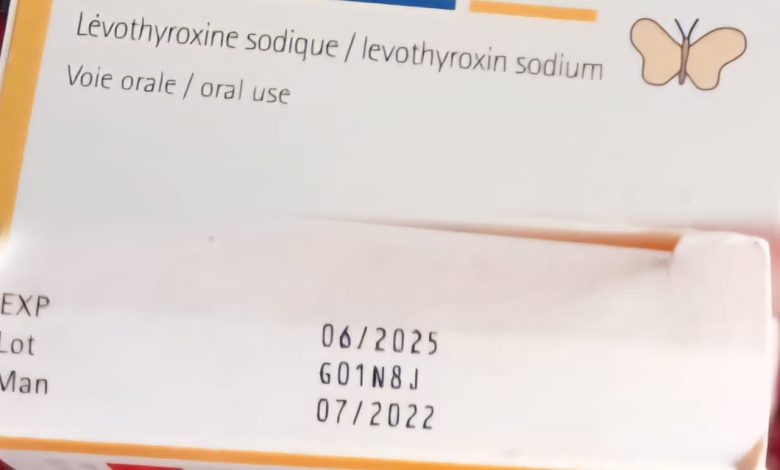 Lévothyroxine sodique / levothyroxin sodium
Voie orale / oral use
EXP 06/2025
Lot G01N8J
Man 07/2022